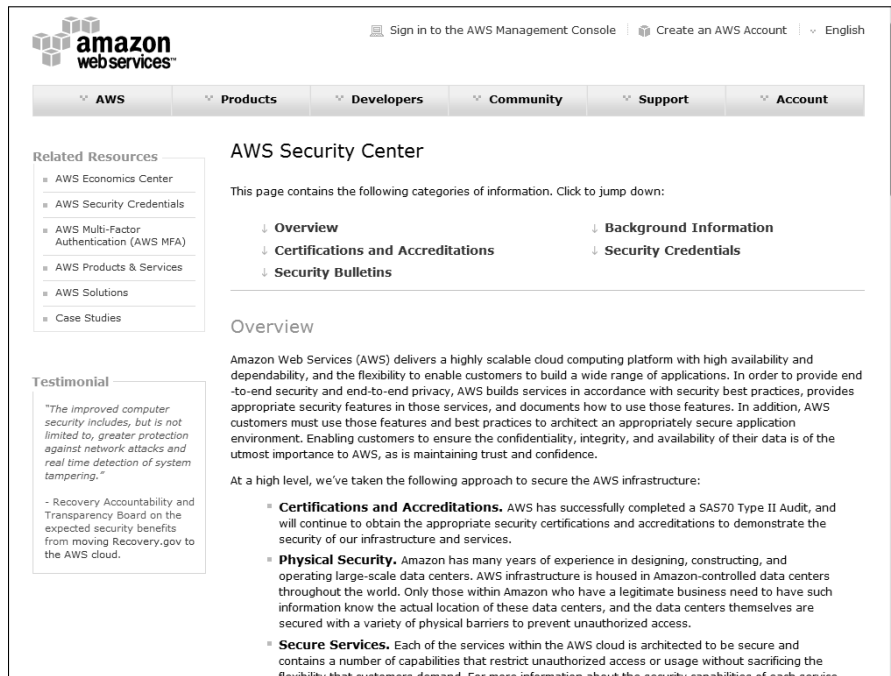 amazon
webservices™
Sign in to the AWS Management Console
Create an AWS Account
English
AWS
Products
Developers
Community
Support
Account
Related Resources
AWS Economics Center
AWS Security Credentials
AWS Multi-Factor
Authentication (AWS MFA)
AWS Products & Services
AWS Solutions
Case Studies
Testimonial
"The improved computer
security includes, but is not
limited to, greater protection
against network attacks and
real time detection of system
tampering."
- Recovery Accountability and
Transparency Board on the
expected security benefits
from moving Recovery.gov to
the AWS cloud.
AWS Security Center
This page contains the following categories of information. Click to jump down:
↓ Overview
↓ Background Information
↓ Certifications and Accreditations
↓ Security Credentials
↓ Security Bulletins
Overview
Amazon Web Services (AWS) delivers a highly scalable cloud computing platform with high availability and
dependability, and the flexibility to enable customers to build a wide range of applications. In order to provide end
-to-end security and end-to-end privacy, AWS builds services in accordance with security best practices, provides
appropriate security features in those services, and documents how to use those features. In addition, AWS
customers must use those features and best practices to architect an appropriately secure application
environment. Enabling customers to ensure the confidentiality, integrity, and availability of their data is of the
utmost importance to AWS, as is maintaining trust and confidence.
At a high level, we've taken the following approach to secure the AWS infrastructure:
Certifications and Accreditations. AWS has successfully completed a SAS70 Type II Audit, and
will continue to obtain the appropriate security certifications and accreditations to demonstrate the
security of our infrastructure and services.
Physical Security. Amazon has many years of experience in designing, constructing, and
operating large-scale data centers. AWS infrastructure is housed in Amazon-controlled data centers
throughout the world. Only those within Amazon who have a legitimate business need to have such
information know the actual location of these data centers, and the data centers themselves are
secured with a variety of physical barriers to prevent unauthorized access.
Secure Services. Each of the services within the AWS cloud is architected to be secure and
contains a number of capabilities that restrict unauthorized access or usage without sacrificing the
flexibility that customers demand. For more information about the security capabilities of each service